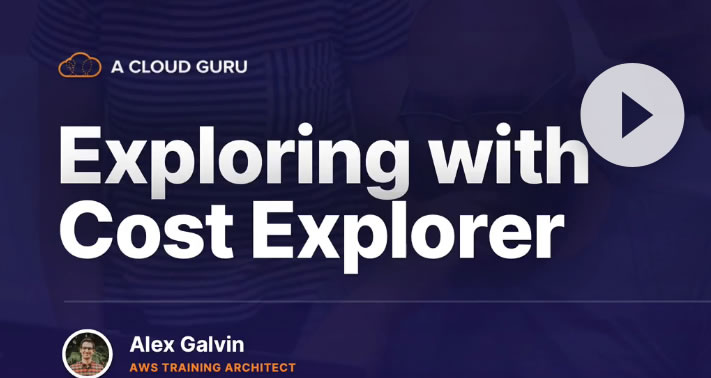 A CLOUD GURU
Exploring with
Cost Explorer
Alex Galvin
AWS TRAINING ARCHITECT